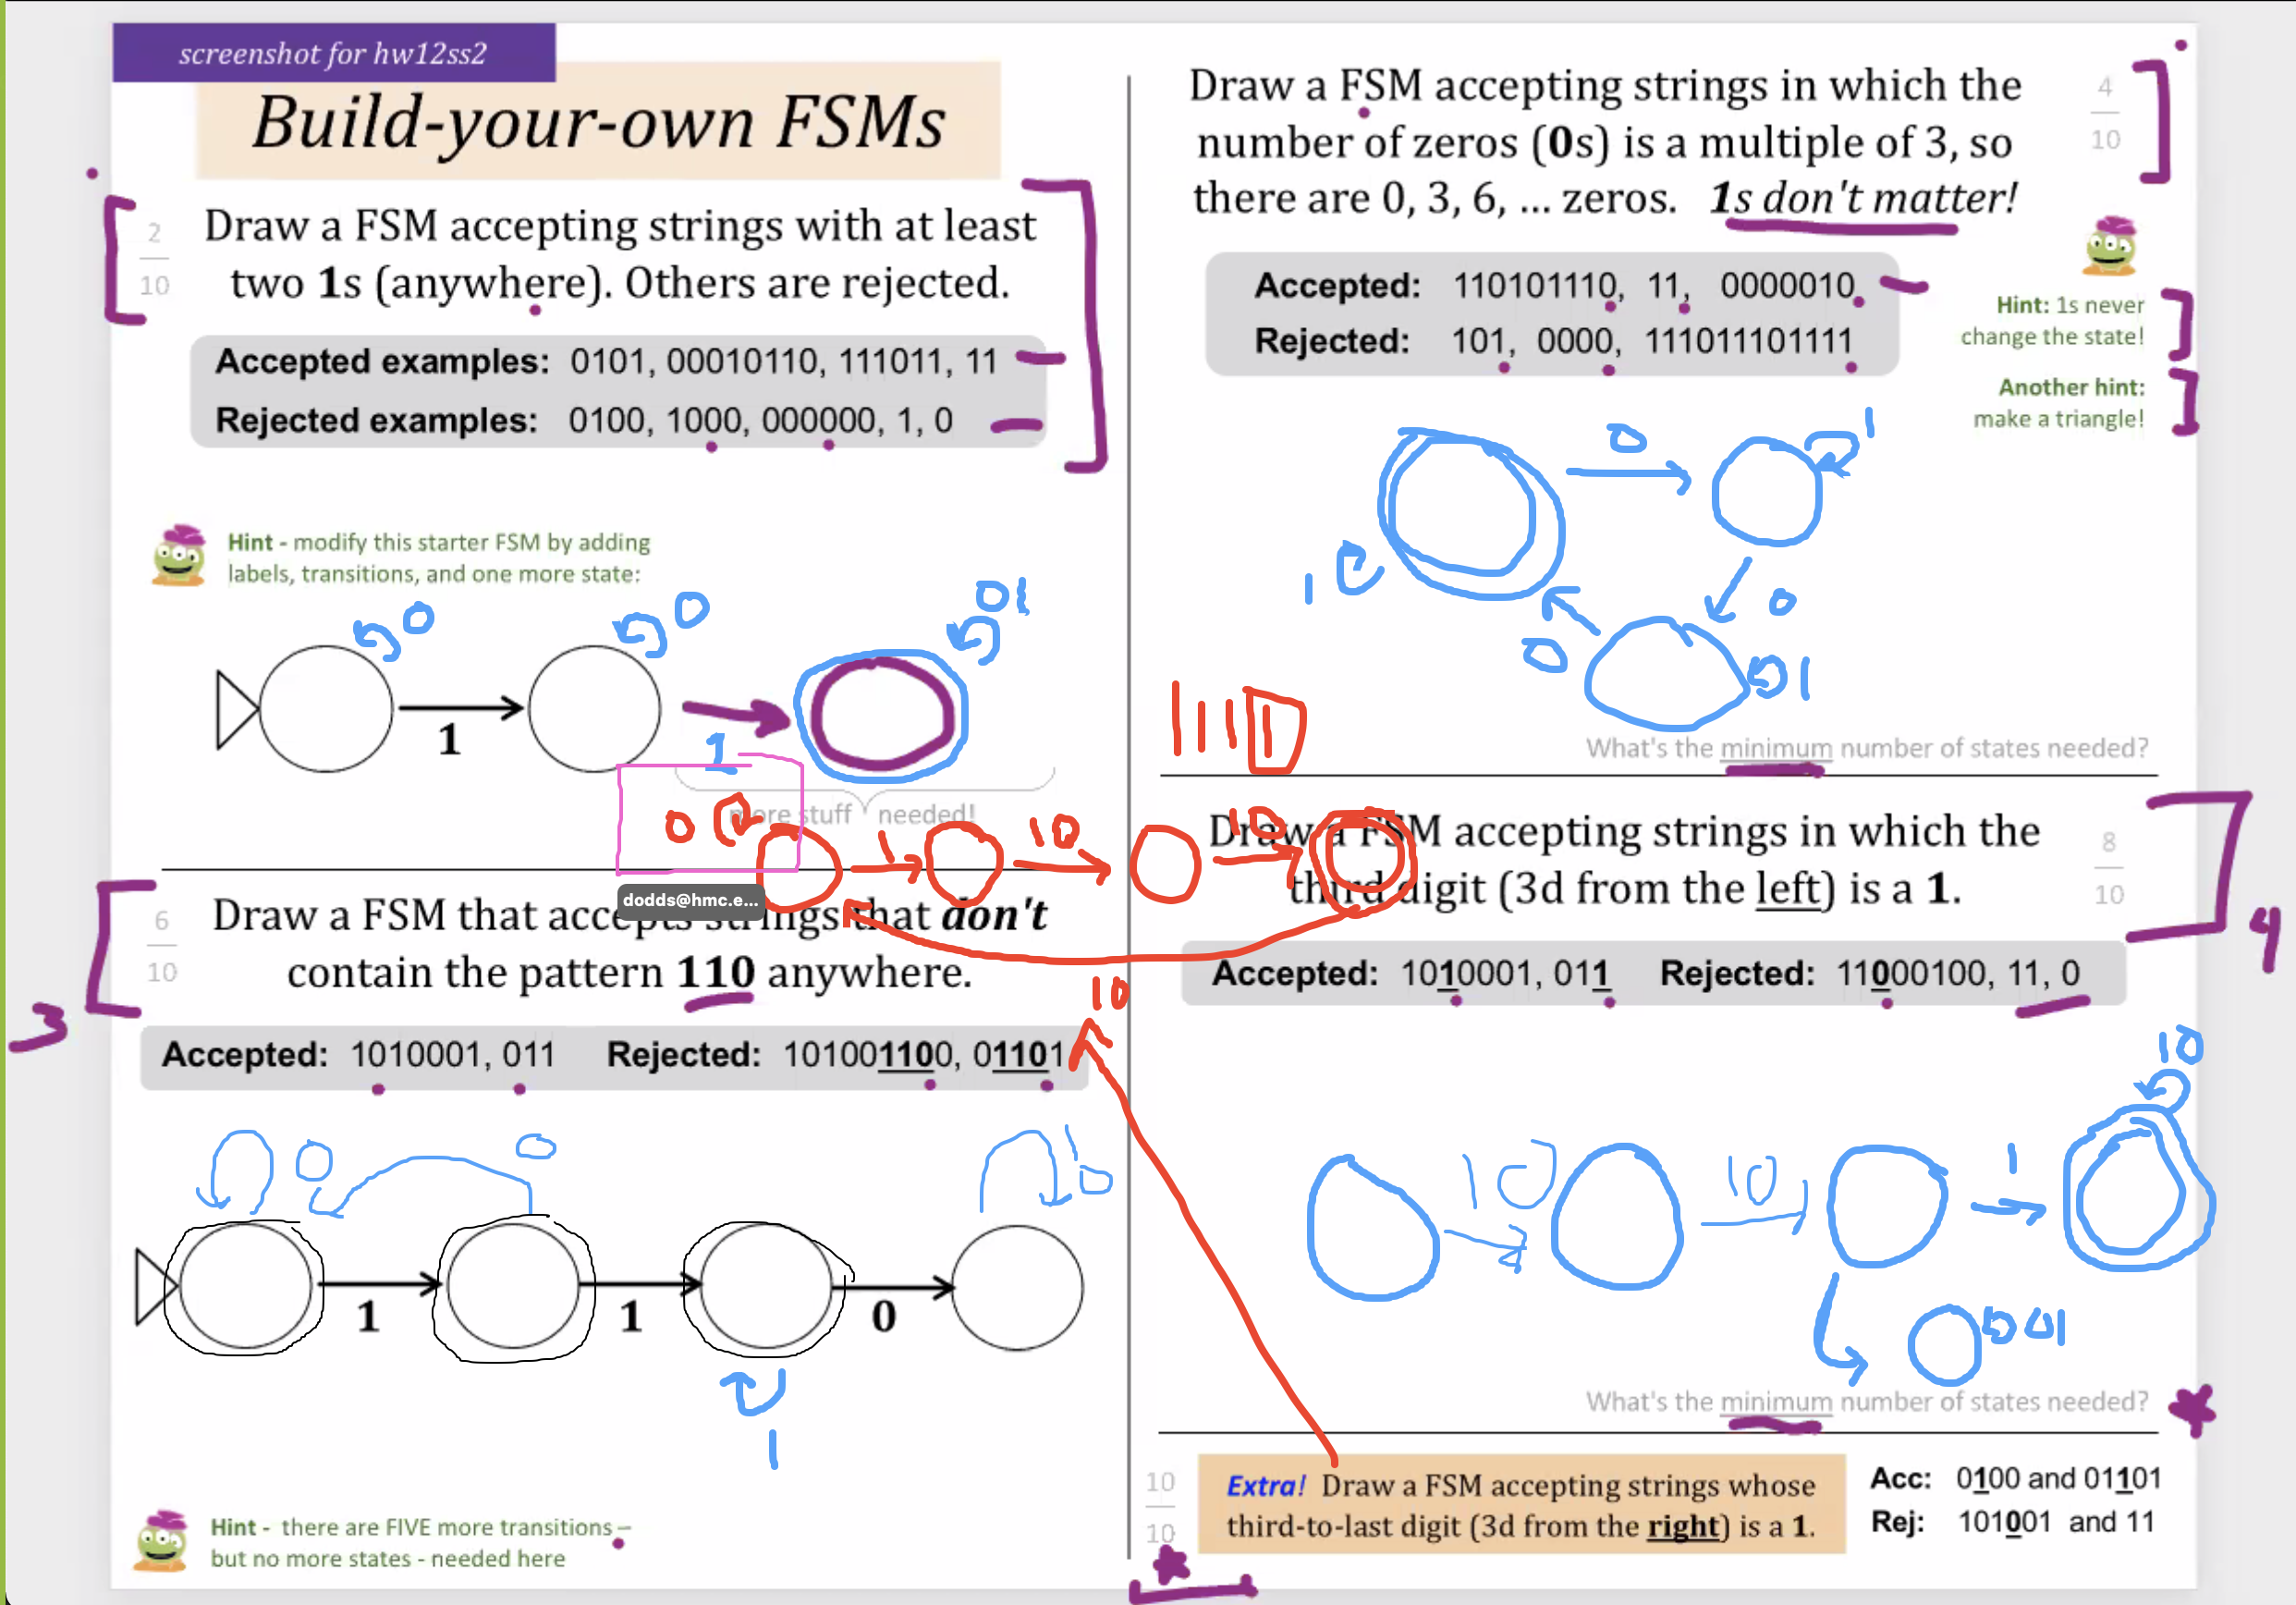 screenshot for hw12ss2
Build-your-own FSMs
2
10
Draw a FSM accepting strings with at least
two 1s (anywhere). Others are rejected.
Accepted examples: 0101, 00010110, 111011, 11
Rejected examples: 0100, 1000, 000000, 1, 0
Hint - modify this starter FSM by adding
labels, transitions, and one more state:
0
0
01
1
1
more stuff needed!
0
1
10
10
10
dodds@hmc.e...
3
6
10
Draw a FSM that accepts strings that don't
contain the pattern 110 anywhere.
Accepted: 1010001, 011 Rejected: 101001100, 01101
0
0
1
0
1
1
0
1
Hint - there are FIVE more transitions –
but no more states - needed here
Draw a FSM accepting strings in which the
number of zeros (0s) is a multiple of 3, so
there are 0, 3, 6, ... zeros. 1s don't matter!
4
10
Accepted: 110101110, 11, 0000010
Rejected: 101, 0000, 111011101111
Hint: 1s never
change the state!
Another hint:
make a triangle!
0
1
1
0
0
1
1111
What's the minimum number of states needed?
Draw a FSM accepting strings in which the
third digit (3d from the left) is a 1.
8
10
4
Accepted: 1010001, 011 Rejected: 11000100, 11, 0
10
10
10
1
01
What's the minimum number of states needed?
10
10
Extra! Draw a FSM accepting strings whose
third-to-last digit (3d from the right) is a 1.
Acc: 0100 and 01101
Rej: 101001 and 11